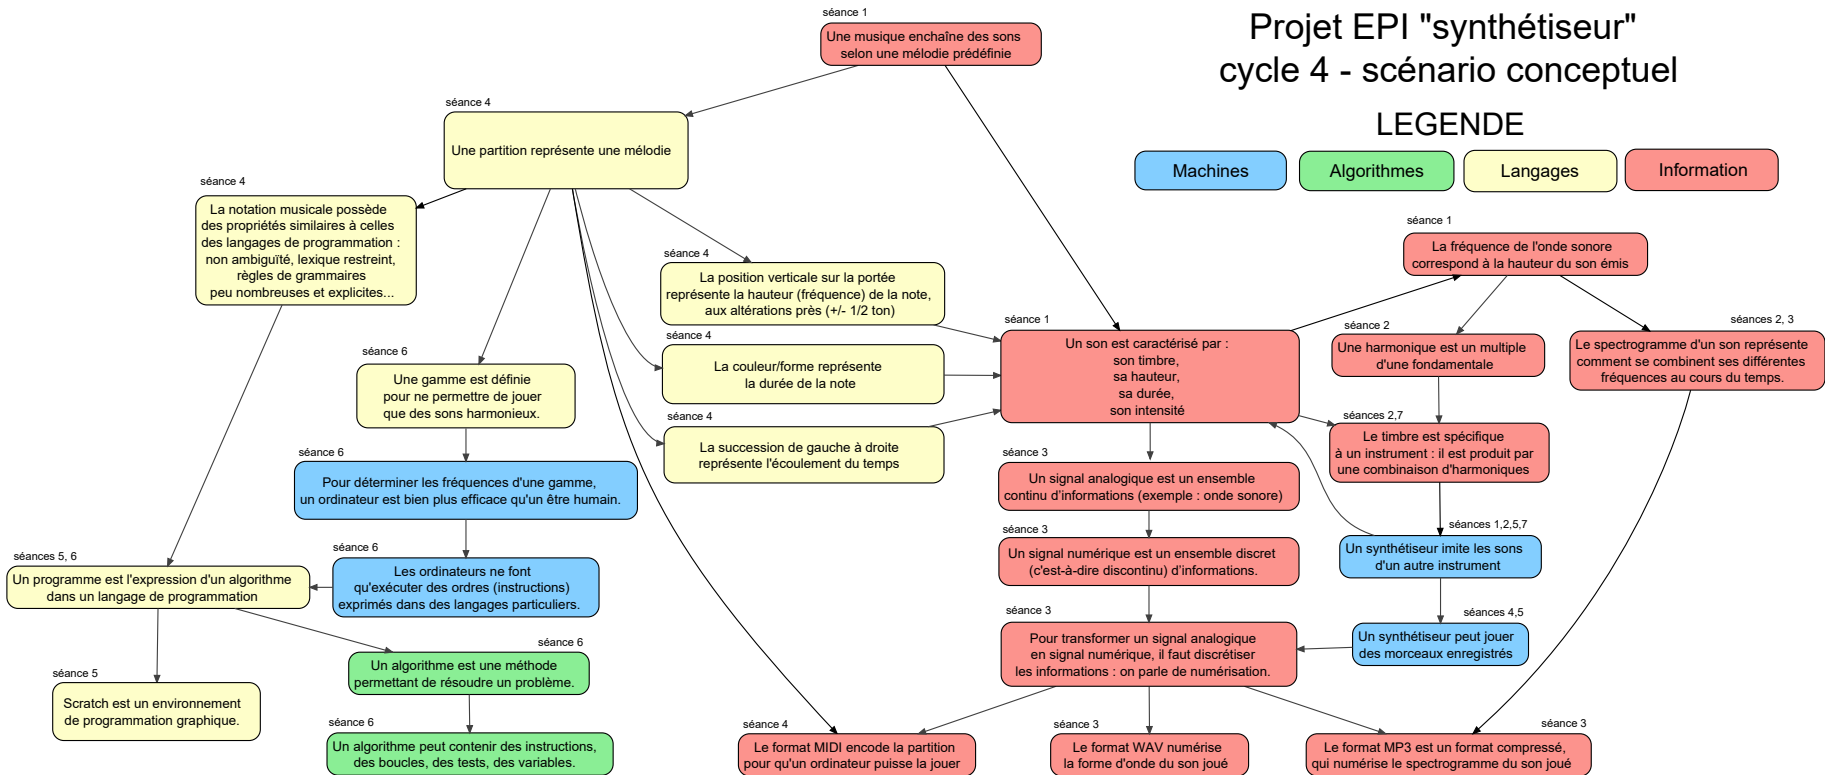 Projet EPI "synthétiseur"
cycle 4 - scénario conceptuel
LEGENDE
Machines
Algorithmes
Langages
Information
séance 1
Une musique enchaîne des sons
selon une mélodie prédéfinie
séance 4
Une partition représente une mélodie
séance 4
La notation musicale possède
des propriétés similaires à celles
des langages de programmation :
non ambiguïté, lexique restreint,
règles de grammaires
peu nombreuses et explicites...
séance 4
La position verticale sur la portée
représente la hauteur (fréquence) de la note,
aux altérations près (+/- 1/2 ton)
séance 4
La couleur/forme représente
la durée de la note
séance 4
La succession de gauche à droite
représente l'écoulement du temps
séance 6
Une gamme est définie
pour ne permettre de jouer
que des sons harmonieux.
séance 6
Pour déterminer les fréquences d'une gamme,
un ordinateur est bien plus efficace qu'un être humain.
séance 6
Les ordinateurs ne font
qu'exécuter des ordres (instructions)
exprimés dans des langages particuliers.
séances 5, 6
Un programme est l'expression d'un algorithme
dans un langage de programmation
séance 5
Scratch est un environnement
de programmation graphique.
séance 6
Un algorithme est une méthode
permettant de résoudre un problème.
séance 6
Un algorithme peut contenir des instructions,
des boucles, des tests, des variables.
séance 1
Un son est caractérisé par :
son timbre,
sa hauteur,
sa durée,
son intensité
séance 1
La fréquence de l'onde sonore
correspond à la hauteur du son émis
séance 2
Une harmonique est un multiple
d'une fondamentale
séances 2, 3
Le spectrogramme d'un son représente
comment se combinent ses différentes
fréquences au cours du temps.
séances 2,7
Le timbre est spécifique
à un instrument : il est produit par
une combinaison d'harmoniques
séances 1,2,5,7
Un synthétiseur imite les sons
d'un autre instrument
séances 4,5
Un synthétiseur peut jouer
des morceaux enregistrés
séance 3
Un signal analogique est un ensemble
continu d'informations (exemple : onde sonore)
séance 3
Un signal numérique est un ensemble discret
(c'est-à-dire discontinu) d'informations.
séance 3
Pour transformer un signal analogique
en signal numérique, il faut discrétiser
les informations : on parle de numérisation.
séance 4
Le format MIDI encode la partition
pour qu'un ordinateur puisse la jouer
séance 3
Le format WAV numérise
la forme d'onde du son joué
séance 3
Le format MP3 est un format compressé,
qui numérise le spectrogramme du son joué